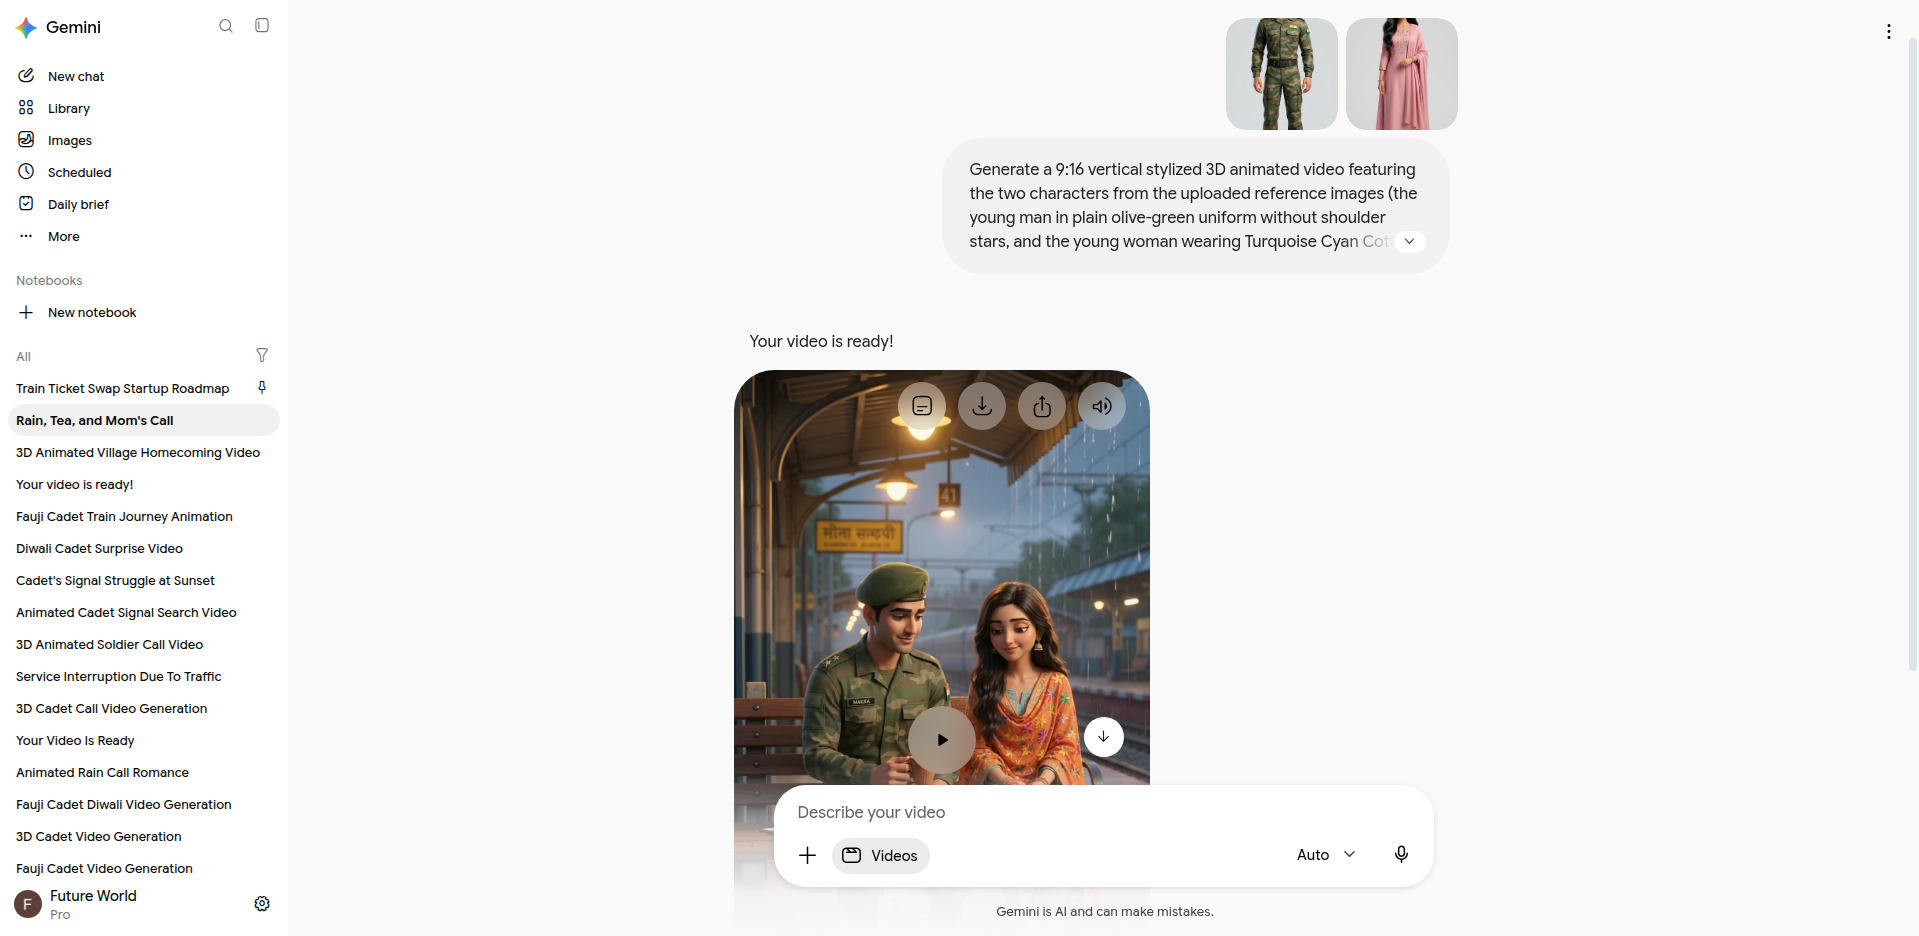 Gemini
New chat
Library
Images
Scheduled
Daily brief
More
Notebooks
New notebook
All
Train Ticket Swap Startup Roadmap
Rain, Tea, and Mom's Call
3D Animated Village Homecoming Video
Your video is ready!
Fauji Cadet Train Journey Animation
Diwali Cadet Surprise Video
Cadet's Signal Struggle at Sunset
Animated Cadet Signal Search Video
3D Animated Soldier Call Video
Service Interruption Due To Traffic
3D Cadet Call Video Generation
Your Video Is Ready
Animated Rain Call Romance
Fauji Cadet Diwali Video Generation
3D Cadet Video Generation
Fauji Cadet Video Generation
F
Future World
Pro
Generate a 9:16 vertical stylized 3D animated video featuring
the two characters from the uploaded reference images (the
young man in plain olive-green uniform without shoulder
stars, and the young woman wearing Turquoise Cyan Cot
Your video is ready!
41
Describe your video
Videos
Auto
Gemini is AI and can make mistakes.